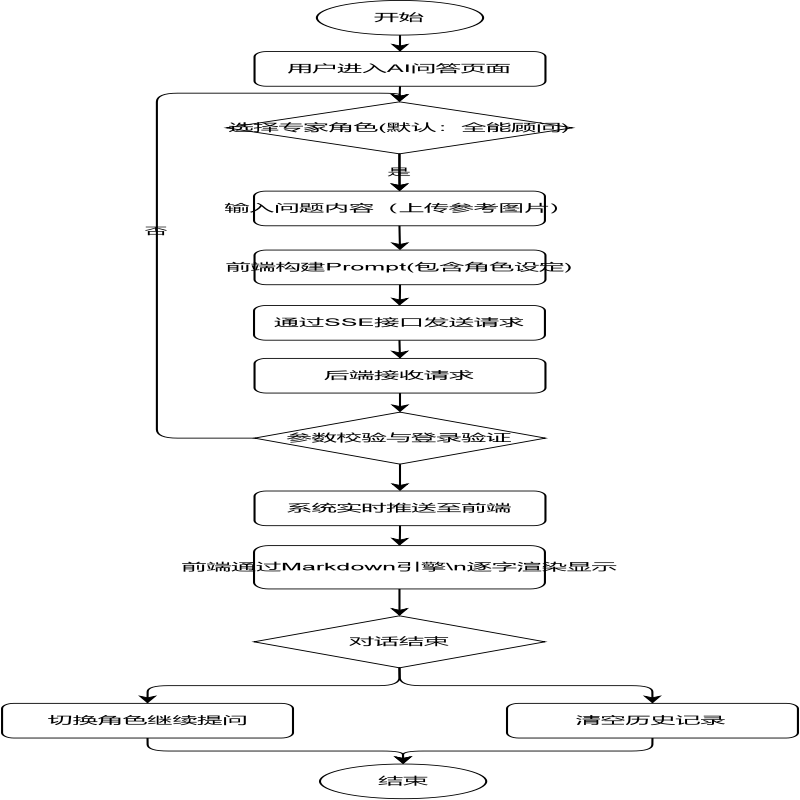 开始
用户进入AI问答页面
选择专家角色(默认：全能顾问)
是
输入问题内容（上传参考图片）
否
前端构建Prompt(包含角色设定)
通过SSE接口发送请求
后端接收请求
参数校验与登录验证
系统实时推送至前端
前端通过Markdown引擎\n逐字渲染显示
对话结束
切换角色继续提问
清空历史记录
结束